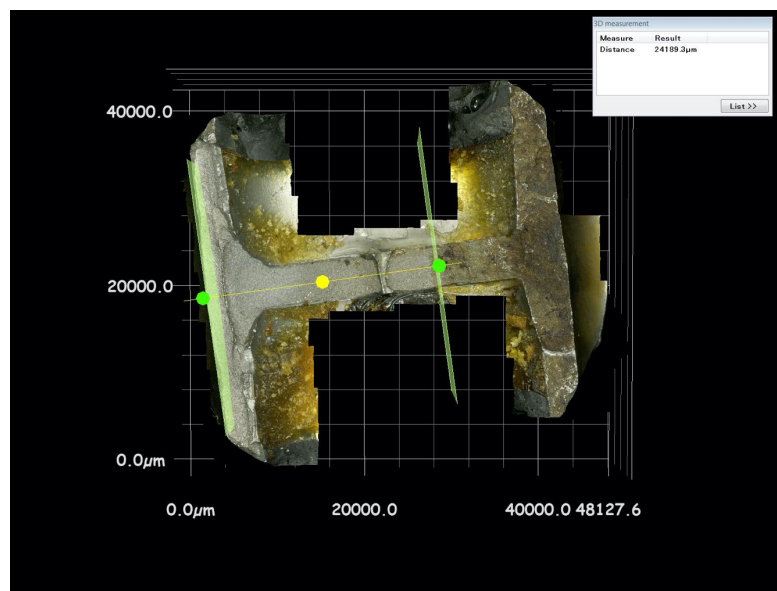 3D measurement
Measure Result
Distance 24189.3μm
List >>
40000.0
20000.0
0.0μm
0.0μm 20000.0 40000.0 48127.6